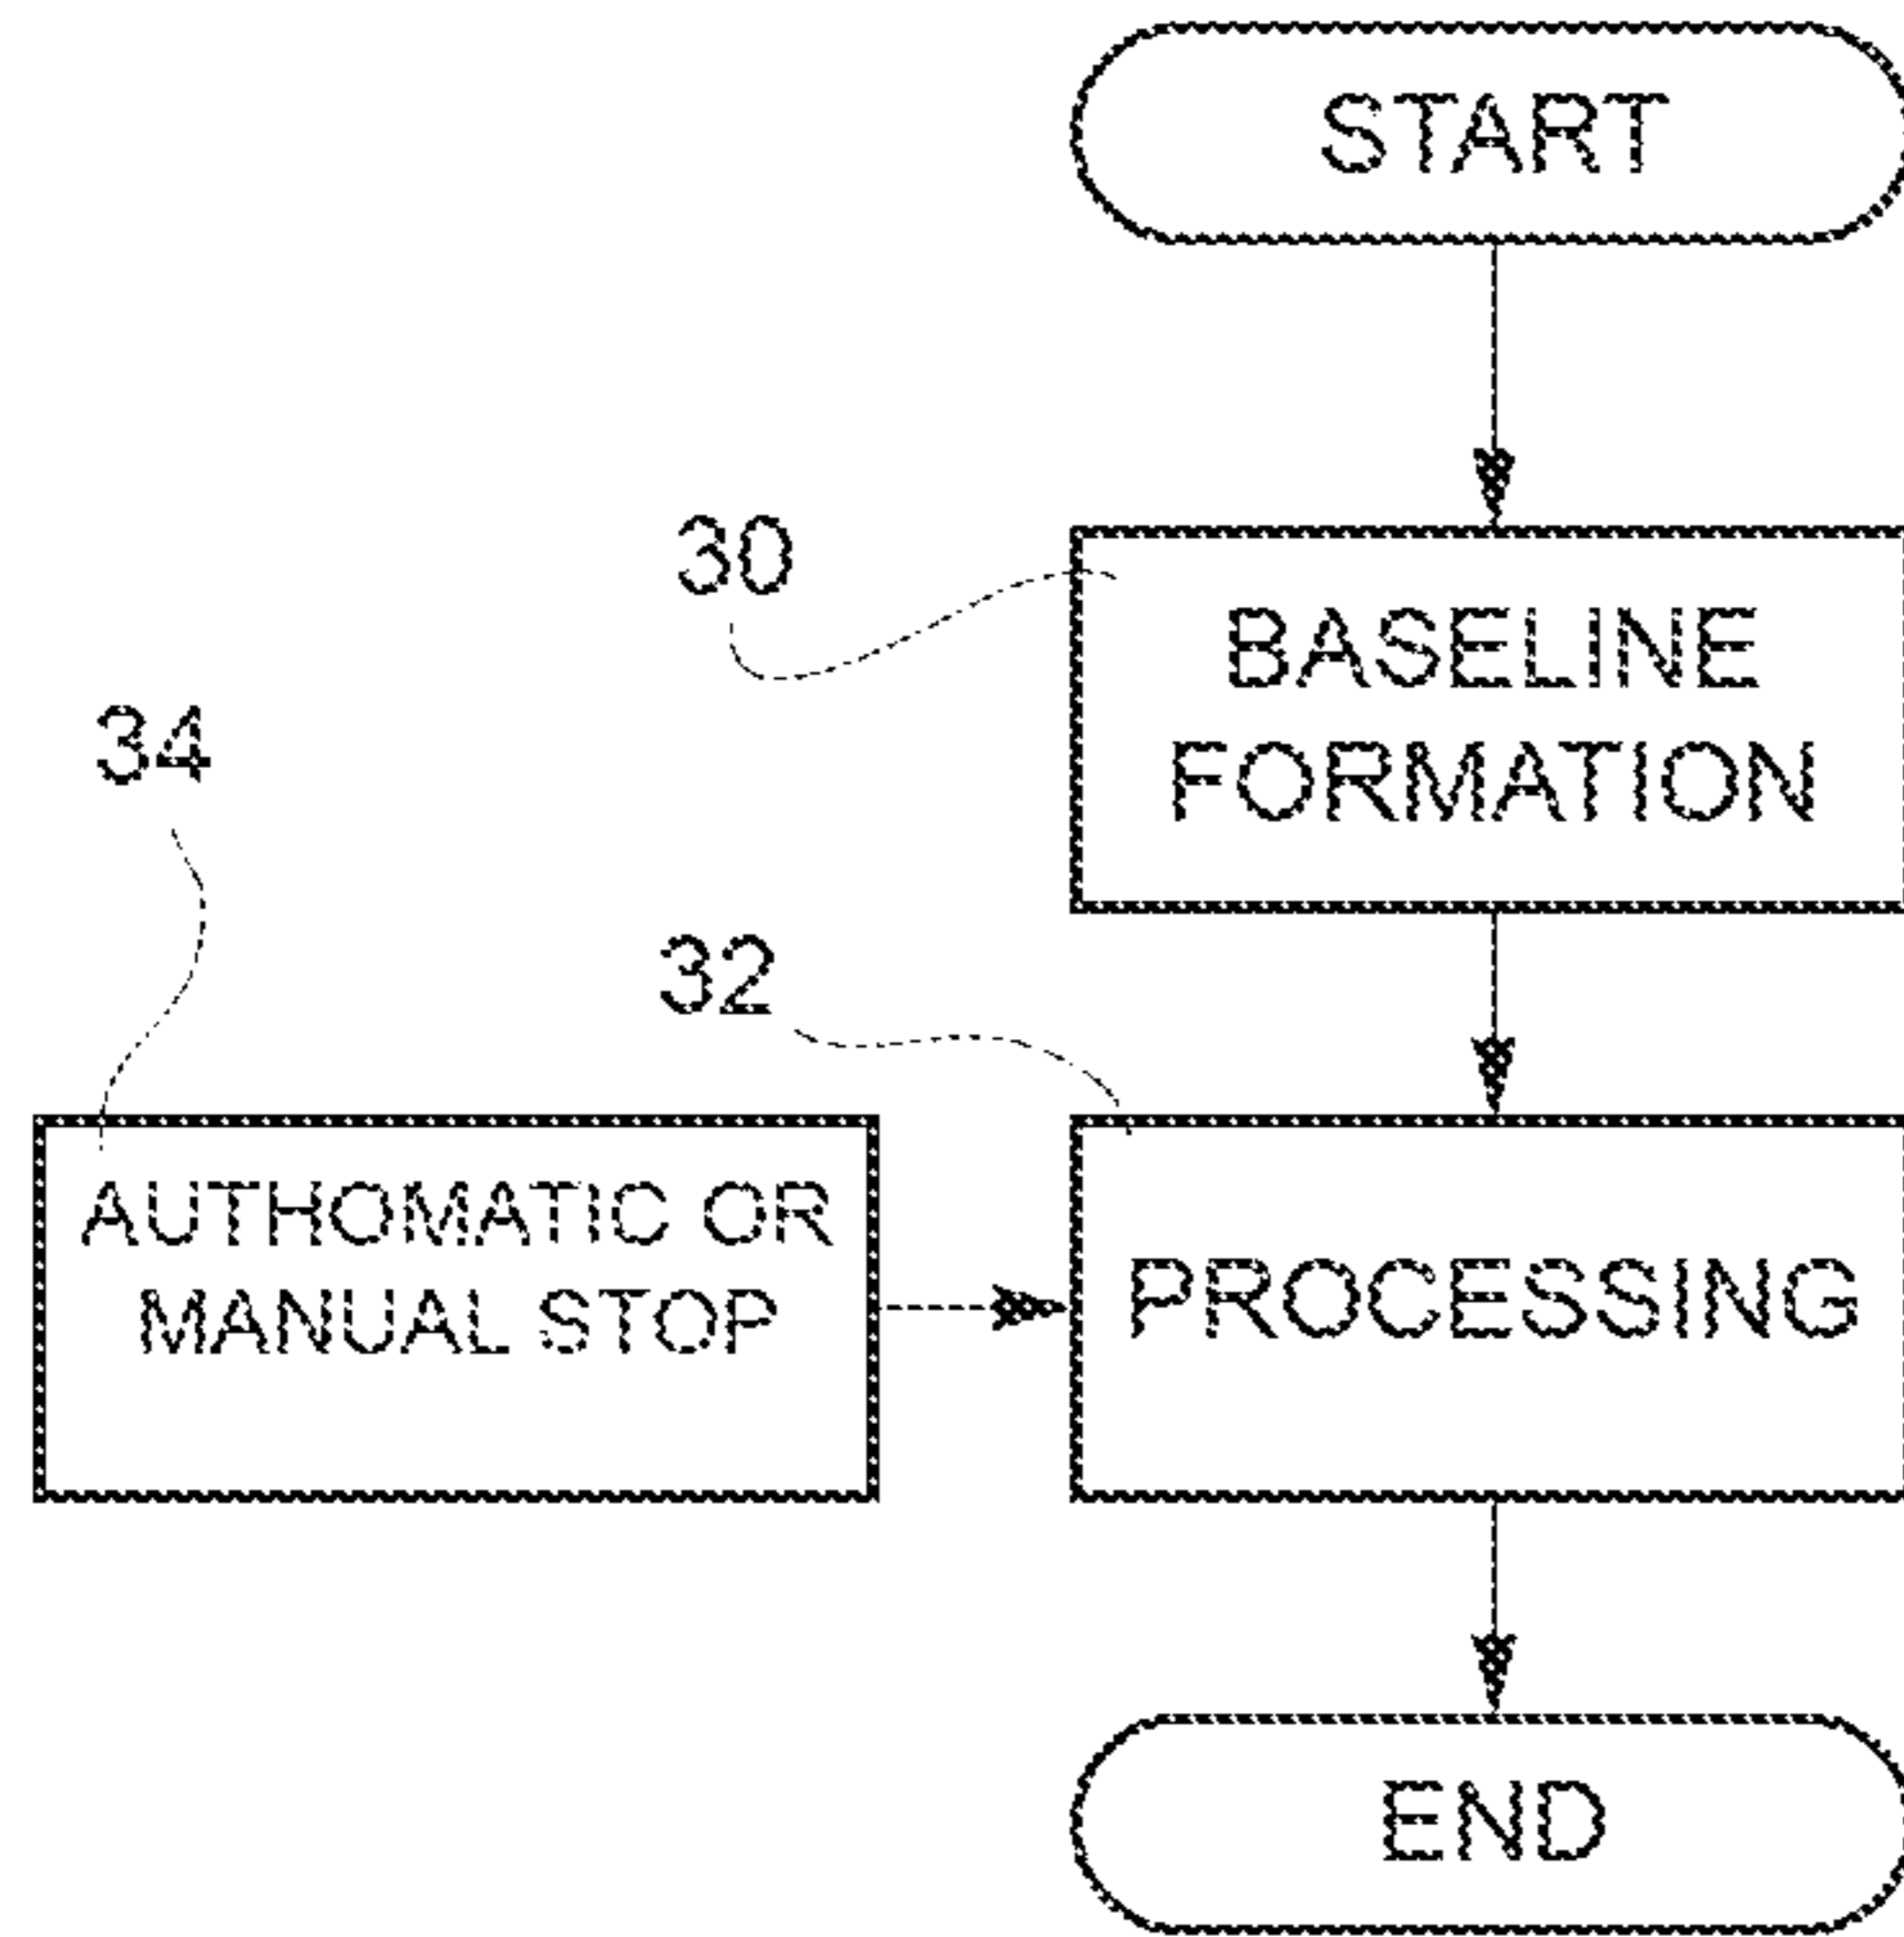 START
30
BASELINE
FORMATION
34
32
AUTHOMATIC OR
MANUAL STOP
PROCESSING
END